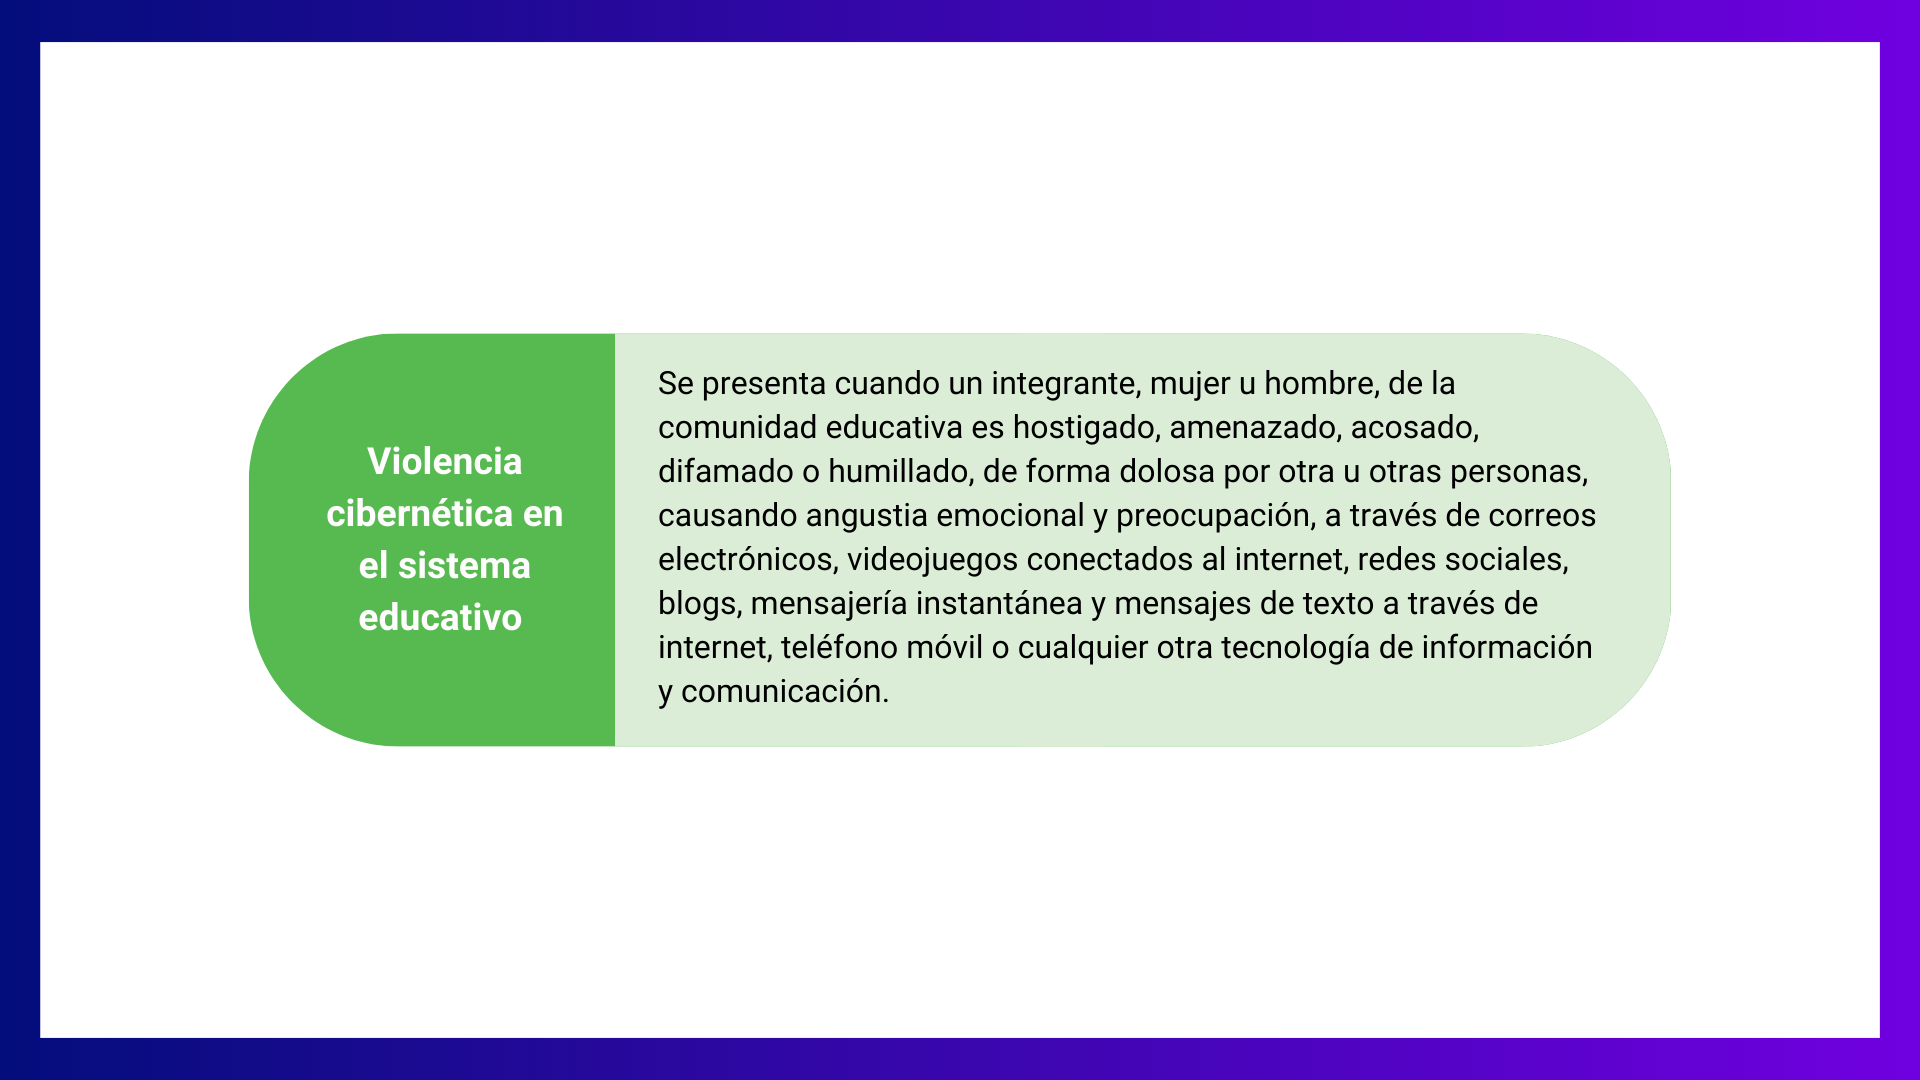 Violencia
cibernética en
el sistema
educativo
Se presenta cuando un integrante, mujer u hombre, de la
comunidad educativa es hostigado, amenazado, acosado,
difamado o humillado, de forma dolosa por otra u otras personas,
causando angustia emocional y preocupación, a través de correos
electrónicos, videojuegos conectados al internet, redes sociales,
blogs, mensajería instantánea y mensajes de texto a través de
internet, teléfono móvil o cualquier otra tecnología de información
y comunicación.